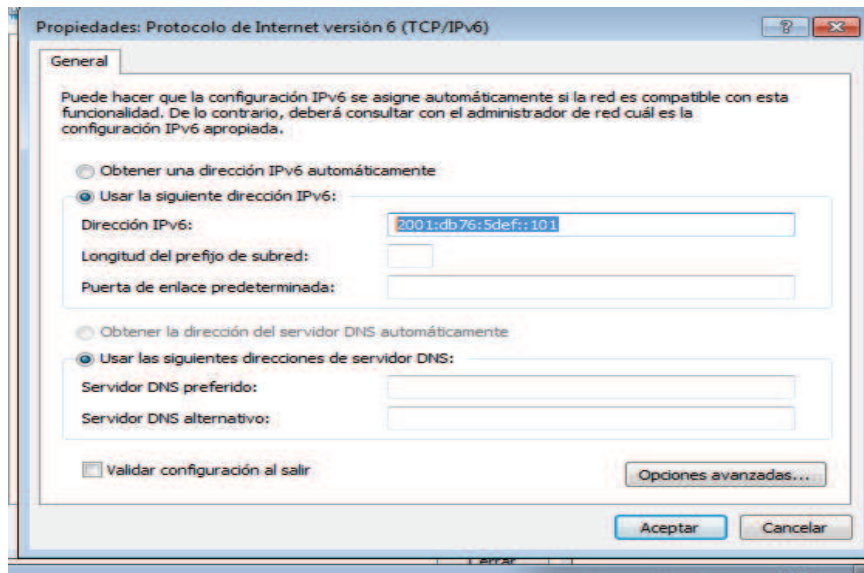 Propiedades: Protocolo de Internet versión 6 (TCP/IPv6)
General
Puede hacer que la configuración IPv6 se asigne automáticamente si la red es compatible con esta
funcionalidad. De lo contrario, deberá consultar con el administrador de red cuál es la
configuración IPv6 apropiada.
Obtener una dirección IPv6 automáticamente
Usar la siguiente dirección IPv6:
Dirección IPv6: 2001:db76:5def::101
Longitud del prefijo de subred:
Puerta de enlace predeterminada:
Obtener la dirección del servidor DNS automáticamente
Usar las siguientes direcciones de servidor DNS:
Servidor DNS preferido:
Servidor DNS alternativo:
Validar configuración al salir
Opciones avanzadas...
Aceptar Cancelar
Cerrar